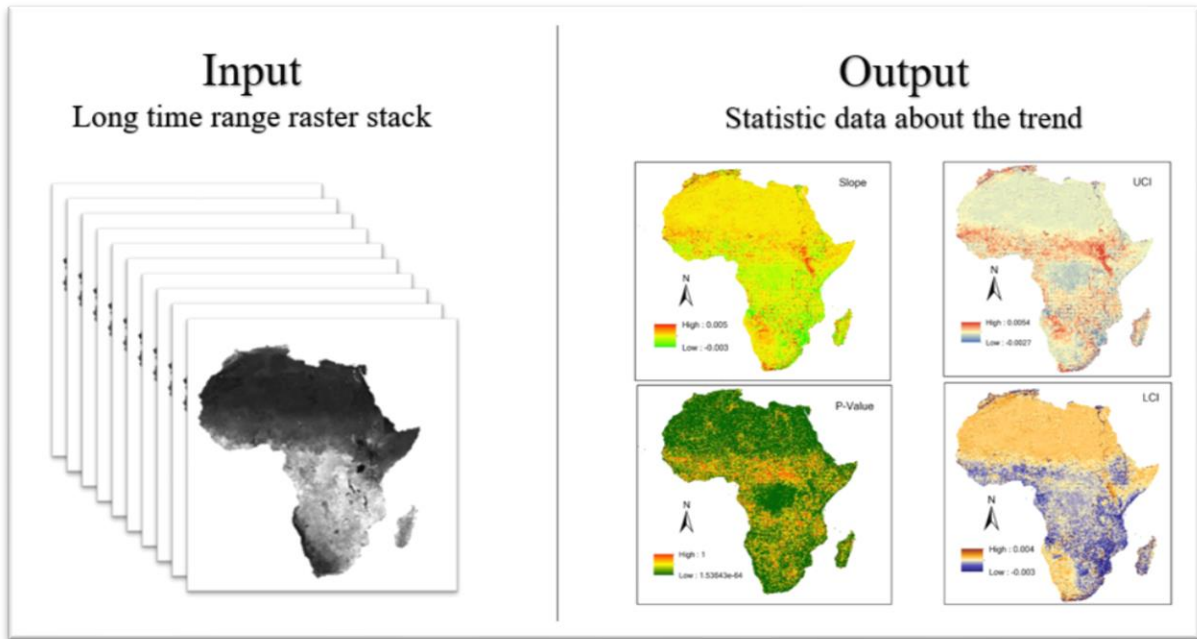 Input
Long time range raster stack
Output
Statistic data about the trend
Slope
N
High : 0.005
Low : -0.003
UCI
N
High : 0.0054
Low : -0.0027
P-Value
N
High : 1
Low : 1.53843e-64
LCI
N
High : 0.004
Low : -0.003